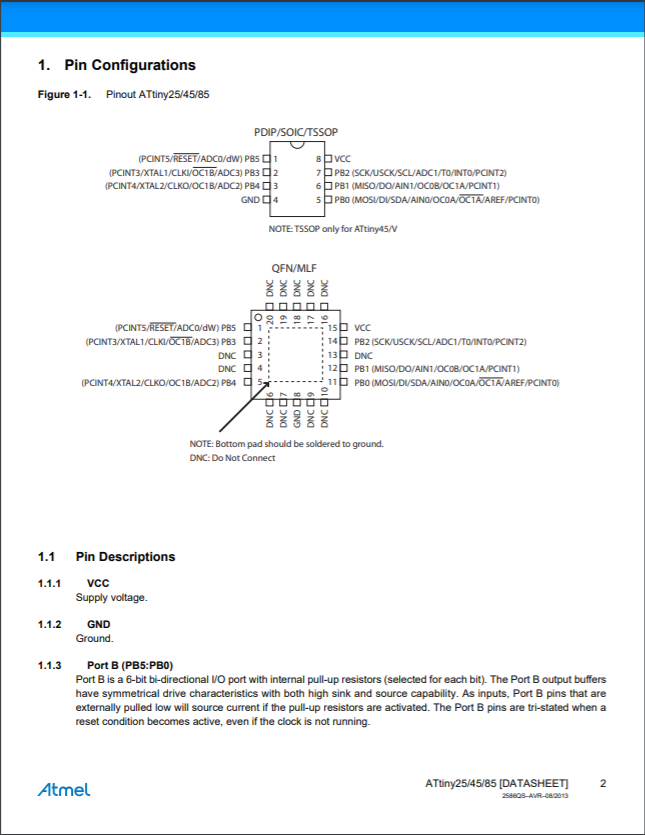 1. Pin Configurations
Figure 1-1. Pinout ATtiny25/45/85
PDIP/SOIC/TSSOP
(PCINT5/RESET/ADC0/dW) PB5 1
8 VCC
(PCINT3/XTAL1/CLKI/OC1B/ADC3) PB3 2
7 PB2 (SCK/USCK/SCL/ADC1/T0/INT0/PCINT2)
(PCINT4/XTAL2/CLKO/OC1B/ADC2) PB4 3
6 PB1 (MISO/DO/AIN1/OC0B/OC1A/PCINT1)
GND 4
5 PB0 (MOSI/DI/SDA/AIN0/OC0A/OC1A/AREF/PCINT0)
NOTE: TSSOP only for ATtiny45/V
QFN/MLF
DNC DNC DNC DNC DNC
20 19 18 17 16
(PCINT5/RESET/ADC0/dW) PB5 1
15 VCC
(PCINT3/XTAL1/CLKI/OC1B/ADC3) PB3 2
14 PB2 (SCK/USCK/SCL/ADC1/T0/INT0/PCINT2)
DNC 3
13 DNC
DNC 4
12 PB1 (MISO/DO/AIN1/OC0B/OC1A/PCINT1)
(PCINT4/XTAL2/CLKO/OC1B/ADC2) PB4 5
11 PB0 (MOSI/DI/SDA/AIN0/OC0A/OC1A/AREF/PCINT0)
6 7 8 9 10
DNC DNC GND DNC DNC
NOTE: Bottom pad should be soldered to ground.
DNC: Do Not Connect
1.1 Pin Descriptions
1.1.1 VCC
Supply voltage.
1.1.2 GND
Ground.
1.1.3 Port B (PB5:PB0)
Port B is a 6-bit bi-directional I/O port with internal pull-up resistors (selected for each bit). The Port B output buffers
have symmetrical drive characteristics with both high sink and source capability. As inputs, Port B pins that are
externally pulled low will source current if the pull-up resistors are activated. The Port B pins are tri-stated when a
reset condition becomes active, even if the clock is not running.
Atmel
ATtiny25/45/85 [DATASHEET] 2
2586QS–AVR–08/2013